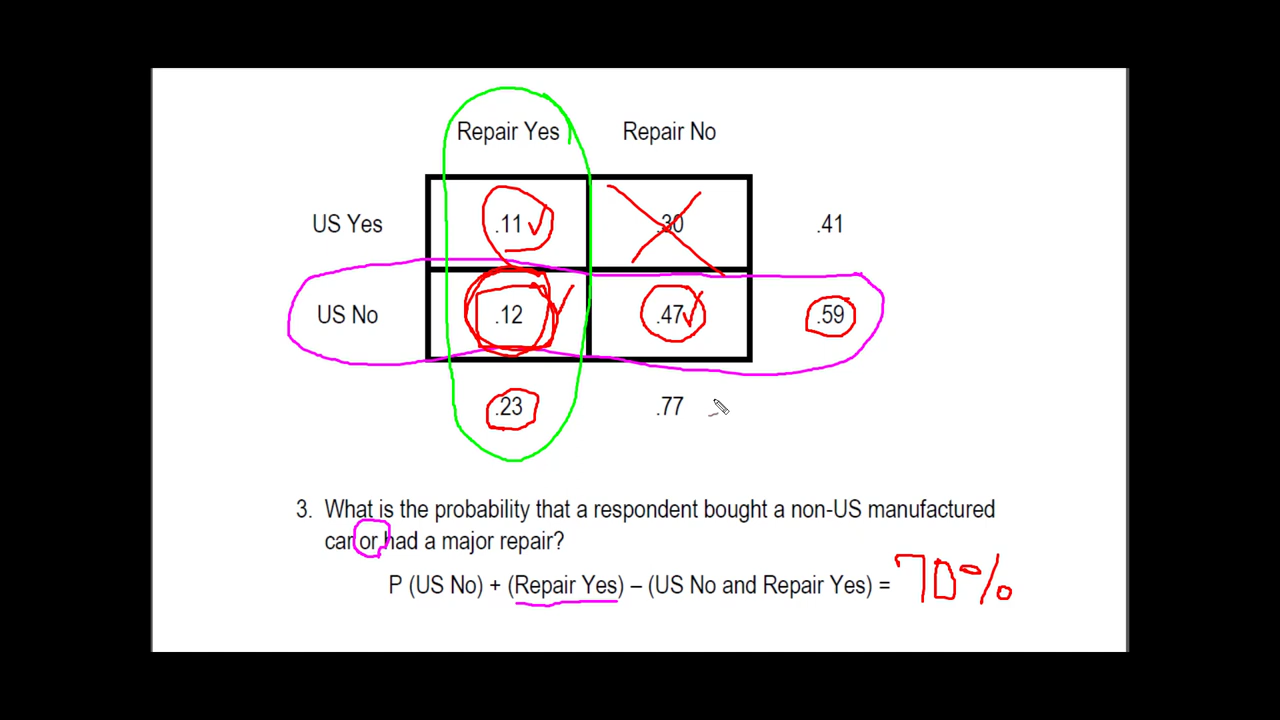 Repair Yes Repair No
US Yes .11 .30 .41
US No .12 .47 .59
.23 .77
3. What is the probability that a respondent bought a non-US manufactured
car or had a major repair?
P (US No) + (Repair Yes) – (US No and Repair Yes) = 70%